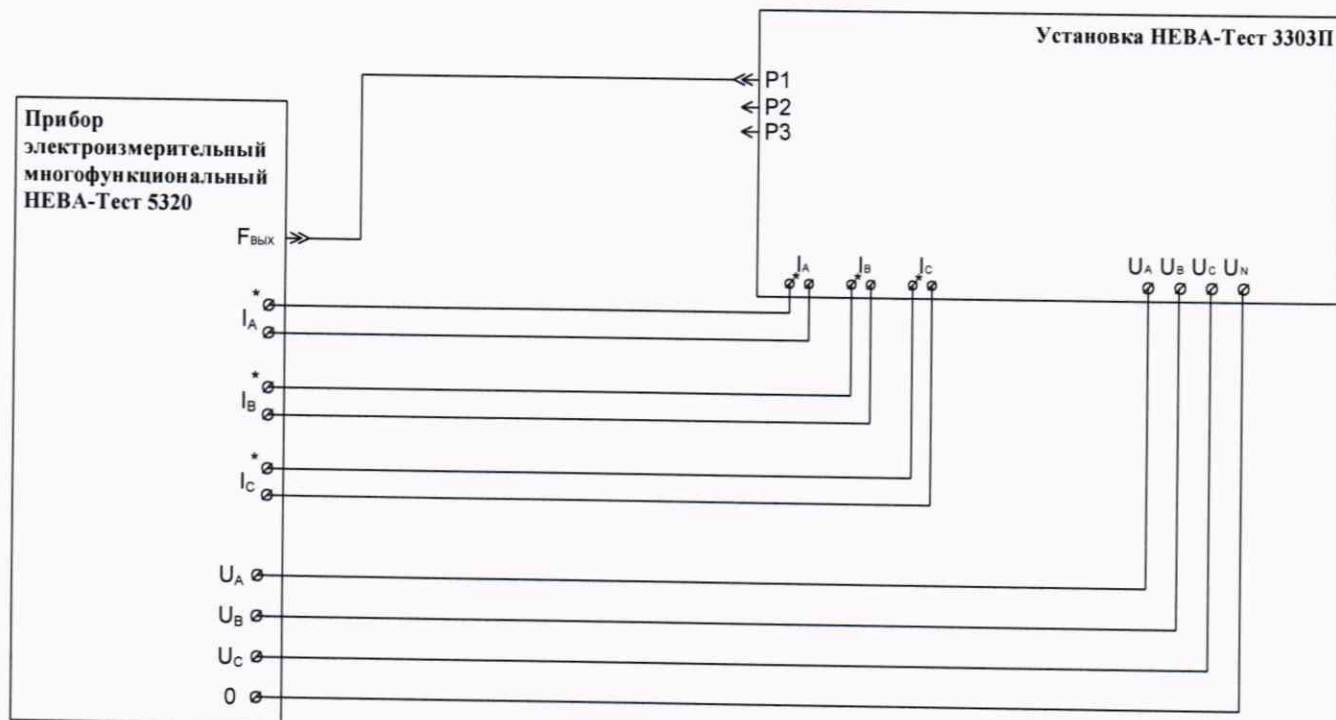 Установка НЕВА-Тест 3303П
P1
P2
P3
Прибор
электроизмерительный
многофункциональный
НЕВА-Тест 5320
Fвых
*IA *IB *IC UA UB UC UN
*
IA
*
IB
*
IC
UA
UB
UC
0